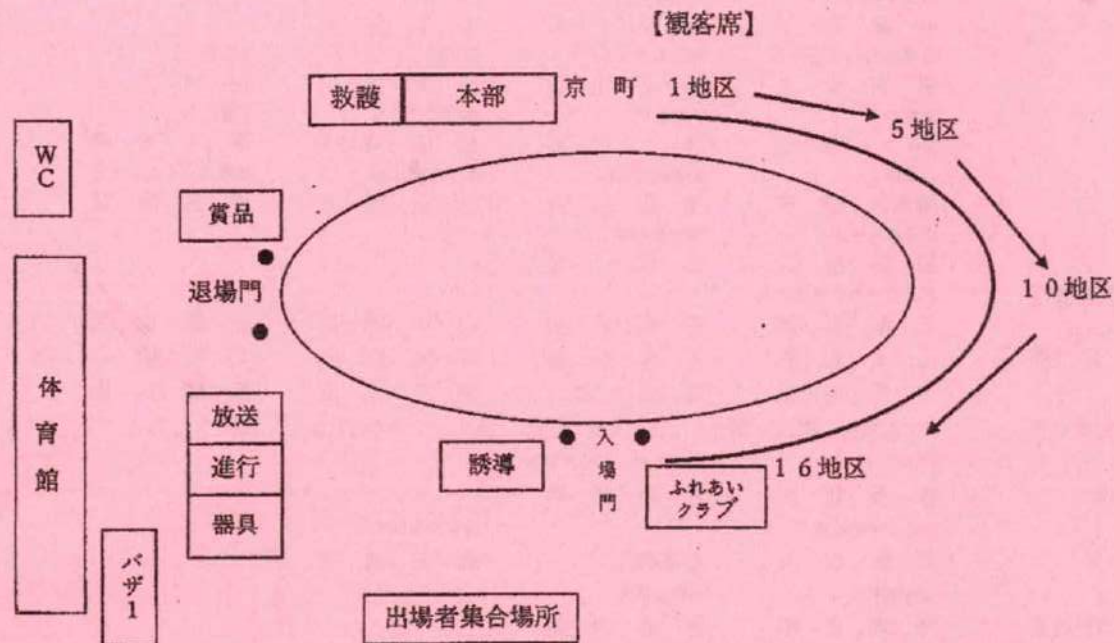 【観客席】
救護 本部 京町 1地区
5地区
WC
賞品
退場門
10地区
体育館
放送
進行
器具
誘導
入場門
16地区
ふれあい
クラブ
バザー
出場者集合場所